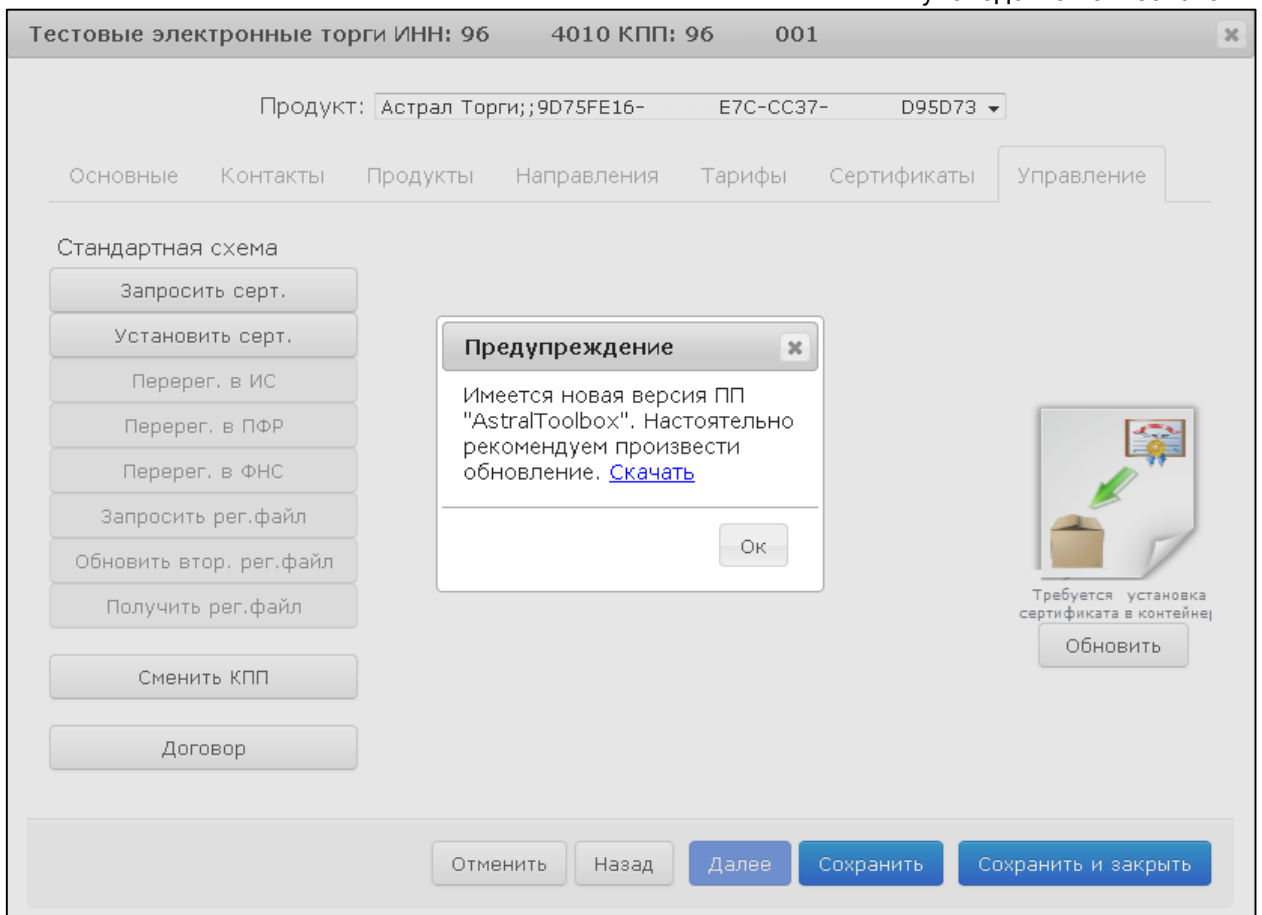 Тестовые электронные торги ИНН: 96 4010 КПП: 96 001
Продукт: Астрал Торги;;9D75FE16- E7C-CC37- D95D73
Основные Контакты Продукты Направления Тарифы Сертификаты Управление
Стандартная схема
Запросить серт.
Установить серт.
Перерег. в ИС
Перерег. в ПФР
Перерег. в ФНС
Запросить рег.файл
Обновить втор. рег.файл
Получить рег.файл
Сменить КПП
Договор
Предупреждение
Имеется новая версия ПП
"AstralToolbox". Настоятельно
рекомендуем произвести
обновление. Скачать
Ок
Требуется установка
сертификата в контейнер
Обновить
Отменить Назад Далее Сохранить Сохранить и закрыть